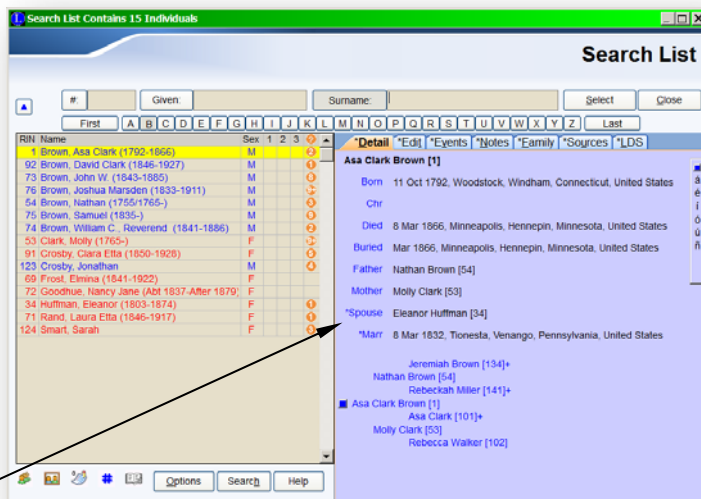 Search List Contains 15 Individuals
Search List
#: Given: Surname: Select Close
First A B C D E F G H I J K L M N O P Q R S T U V W X Y Z Last
RIN Name Sex 1 2 3
1 Brown, Asa Clark (1792-1866) M
92 Brown, David Clark (1846-1927) M
73 Brown, John W. (1843-1885) M
76 Brown, Joshua Marsden (1833-1911) M
54 Brown, Nathan (1755/1765-) M
75 Brown, Samuel (1835-) M
74 Brown, William C., Reverend (1841-1886) M
53 Clark, Molly (1765-) F
91 Crosby, Clara Etta (1850-1928) F
123 Crosby, Jonathan M
69 Frost, Elmina (1841-1922) F
72 Goodhue, Nancy Jane (Abt 1837-After 1879) F
34 Huffman, Eleanor (1803-1874) F
71 Rand, Laura Etta (1846-1917) F
124 Smart, Sarah F
Options Search Help
*Detail *Edit *Events *Notes *Family *Sources *LDS
Asa Clark Brown [1]
Born 11 Oct 1792, Woodstock, Windham, Connecticut, United States
Chr
Died 8 Mar 1866, Minneapolis, Hennepin, Minnesota, United States
Buried Mar 1866, Minneapolis, Hennepin, Minnesota, United States
Father Nathan Brown [54]
Mother Molly Clark [53]
*Spouse Eleanor Huffman [34]
*Marr 8 Mar 1832, Tionesta, Venango, Pennsylvania, United States
Jeremiah Brown [134]+
Nathan Brown [54]
Rebeckah Miller [141]+
Asa Clark Brown [1]
Asa Clark [101]+
Molly Clark [53]
Rebecca Walker [102]
á
é
í
ó
ú
ñ